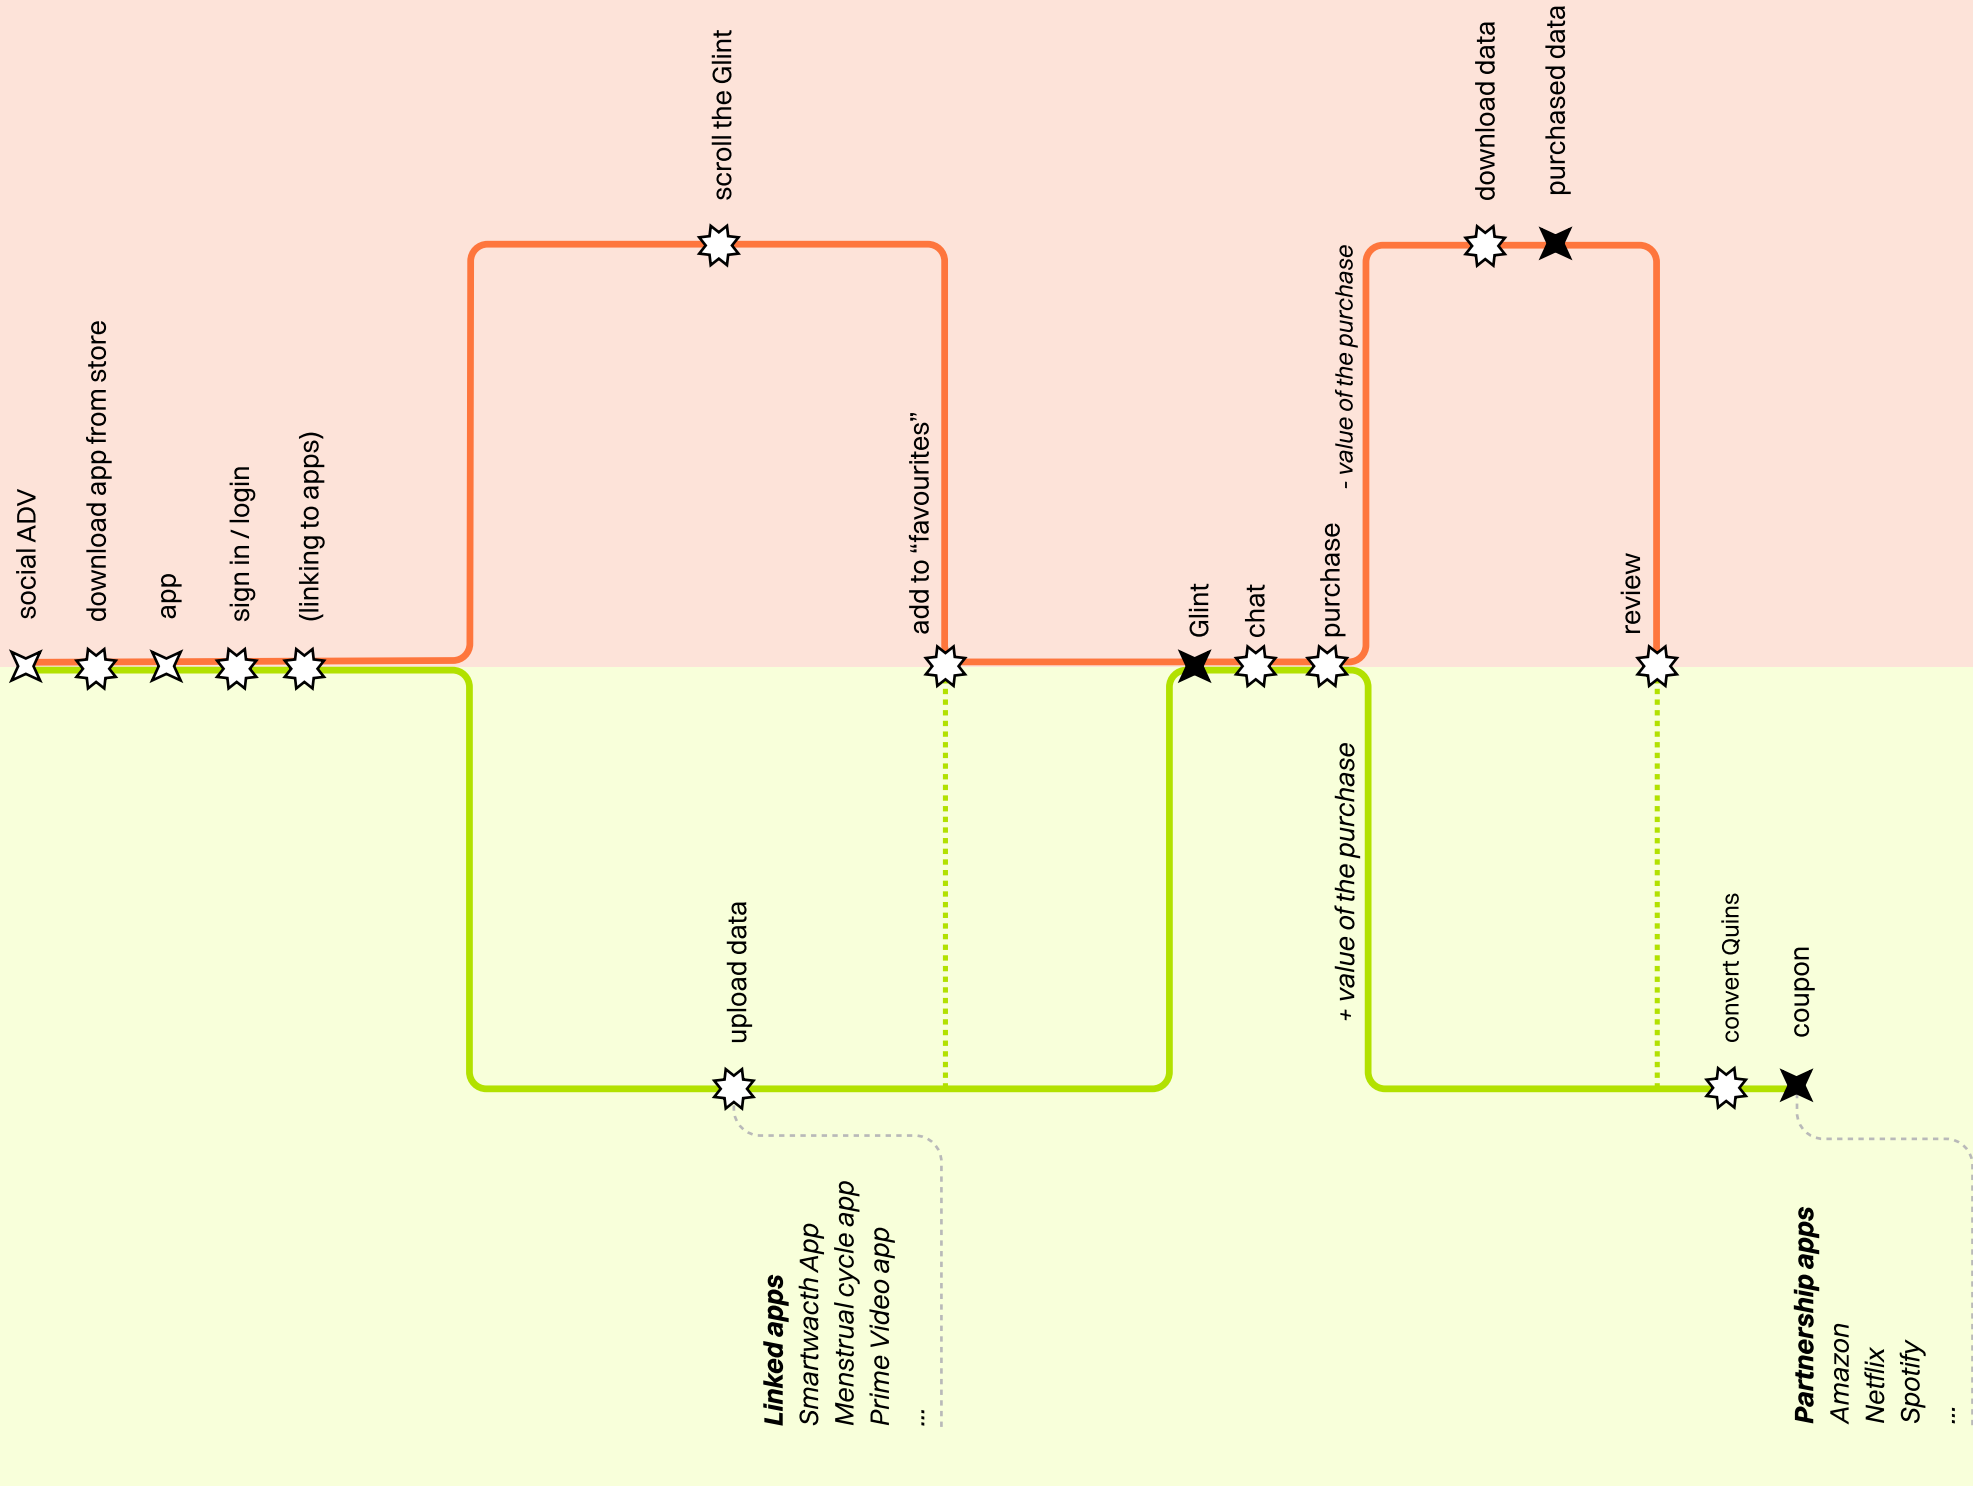 social ADV
download app from store
app
sign in / login
(linking to apps)
scroll the Glint
upload data
Linked apps
Smartwacth App
Menstrual cycle app
Prime Video app
...
add to “favourites”
Glint
chat
purchase
- value of the purchase
+ value of the purchase
download data
purchased data
review
convert Quins
coupon
Partnership apps
Amazon
Netflix
Spotify
...